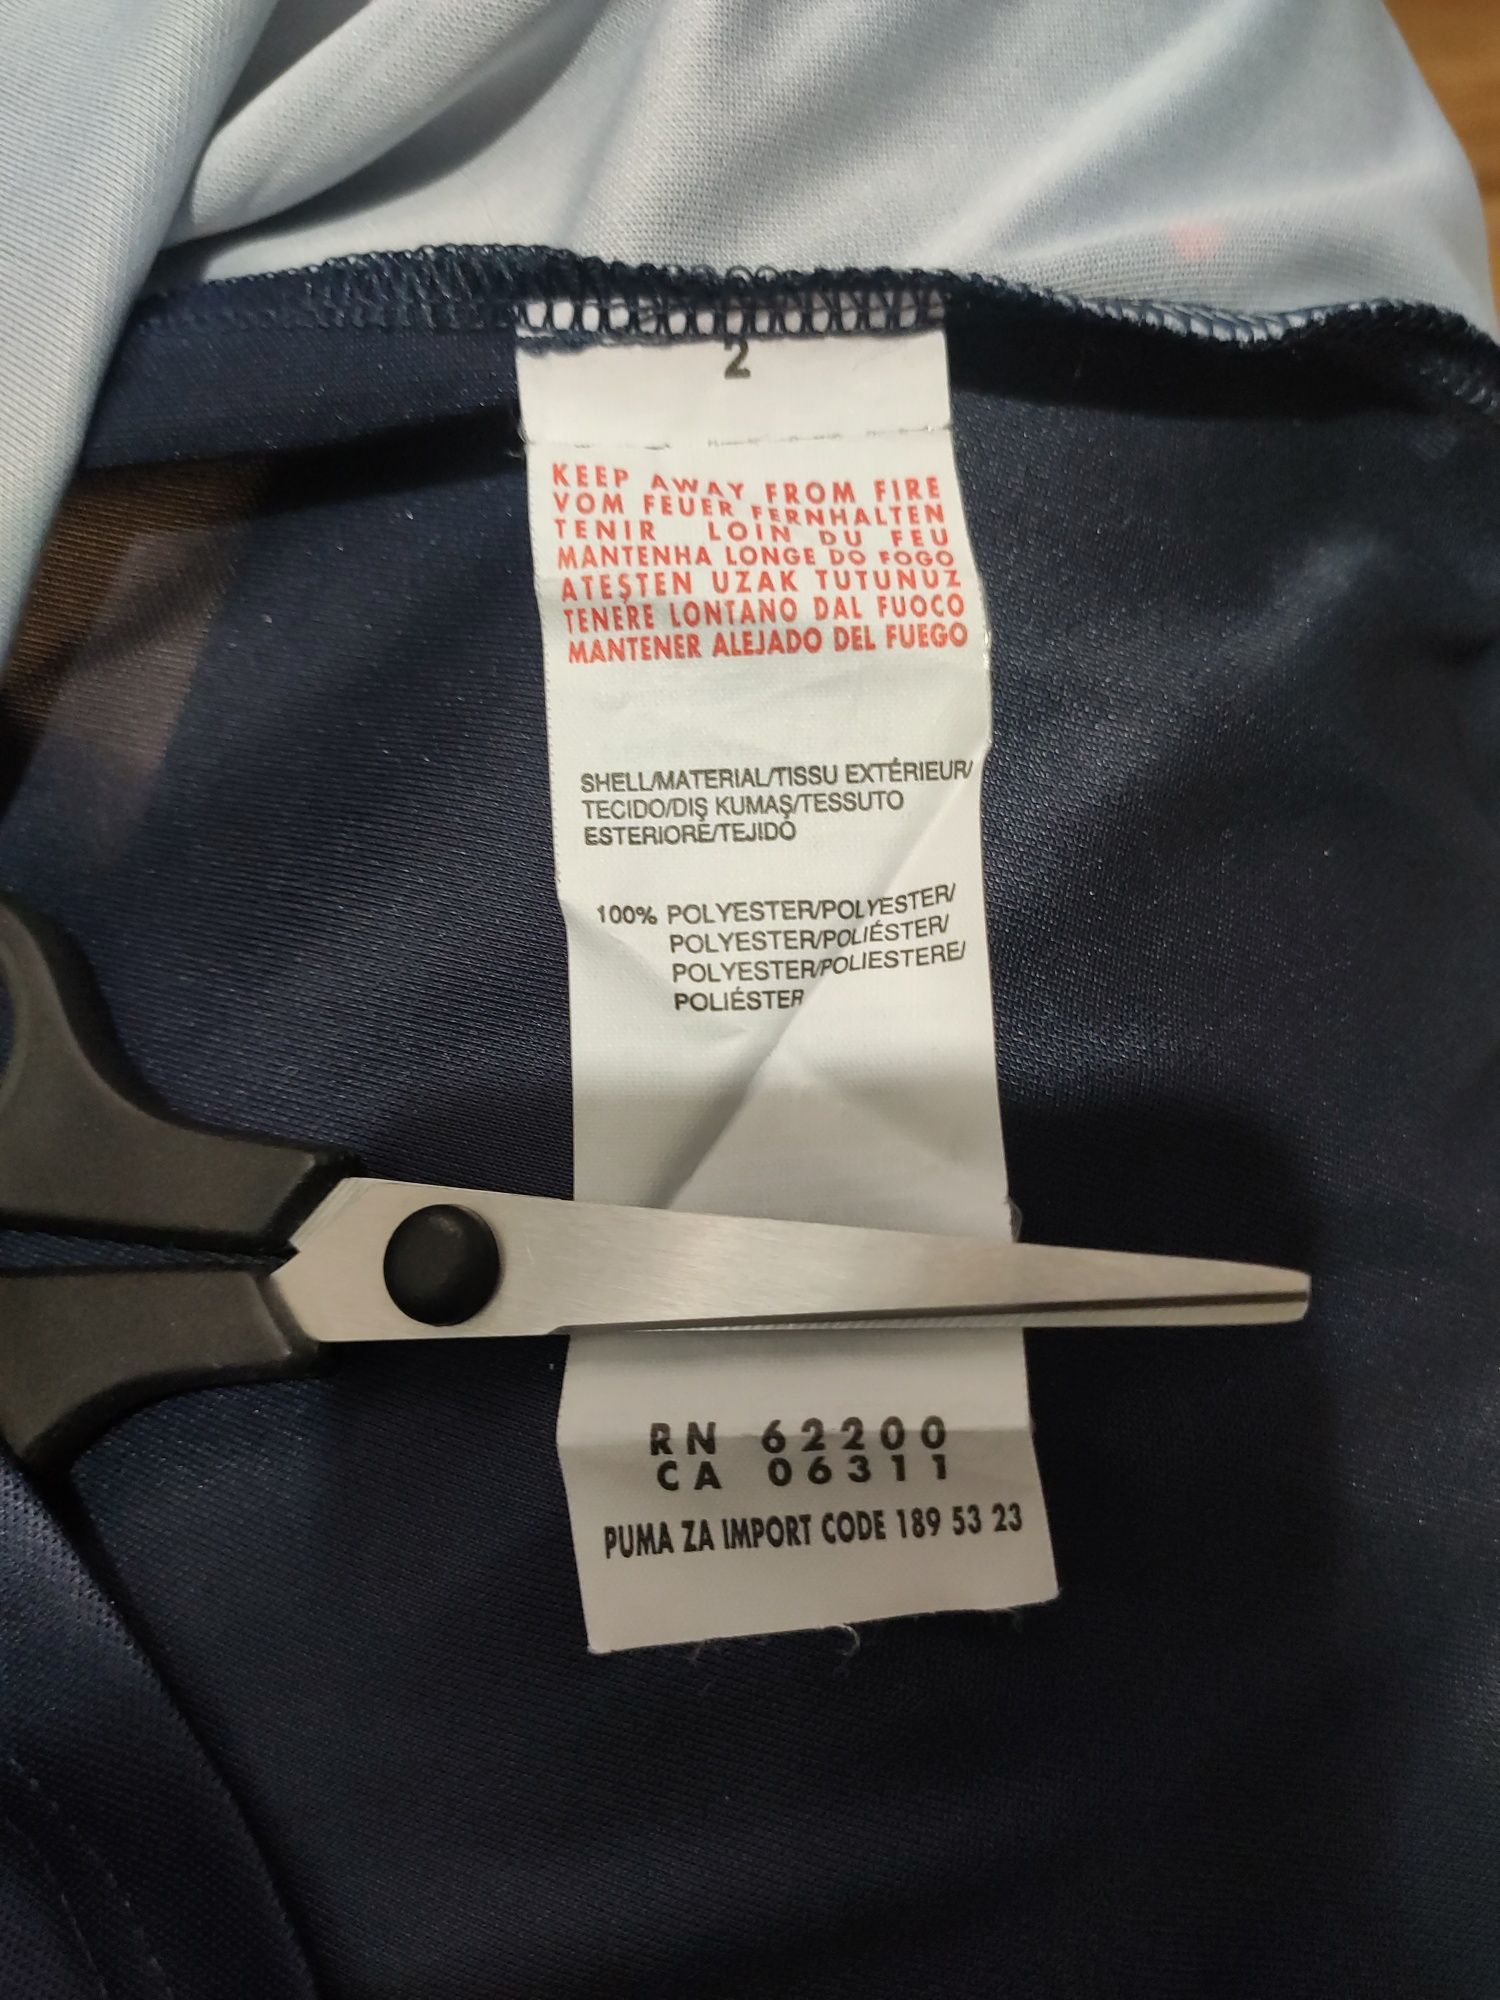 2
KEEP AWAY FROM FIRE
VOM FEUER FERNHALTEN
TENIR LOIN DU FEU
MANTENHA LONGE DO FOGO
ATEŞTEN UZAK TUTUNUZ
TENERE LONTANO DAL FUOCO
MANTENER ALEJADO DEL FUEGO
SHELL/MATERIAL/TISSU EXTÉRIEUR/
TECIDO/DIŞ KUMAŞ/TESSUTO
ESTERIORE/TEJIDO
100% POLYESTER/POLYESTER/
POLYESTER/POLIÉSTER/
POLYESTER/POLIESTERE/
POLIÉSTER
RN 62200
CA 06311
PUMA ZA IMPORT CODE 189 53 23